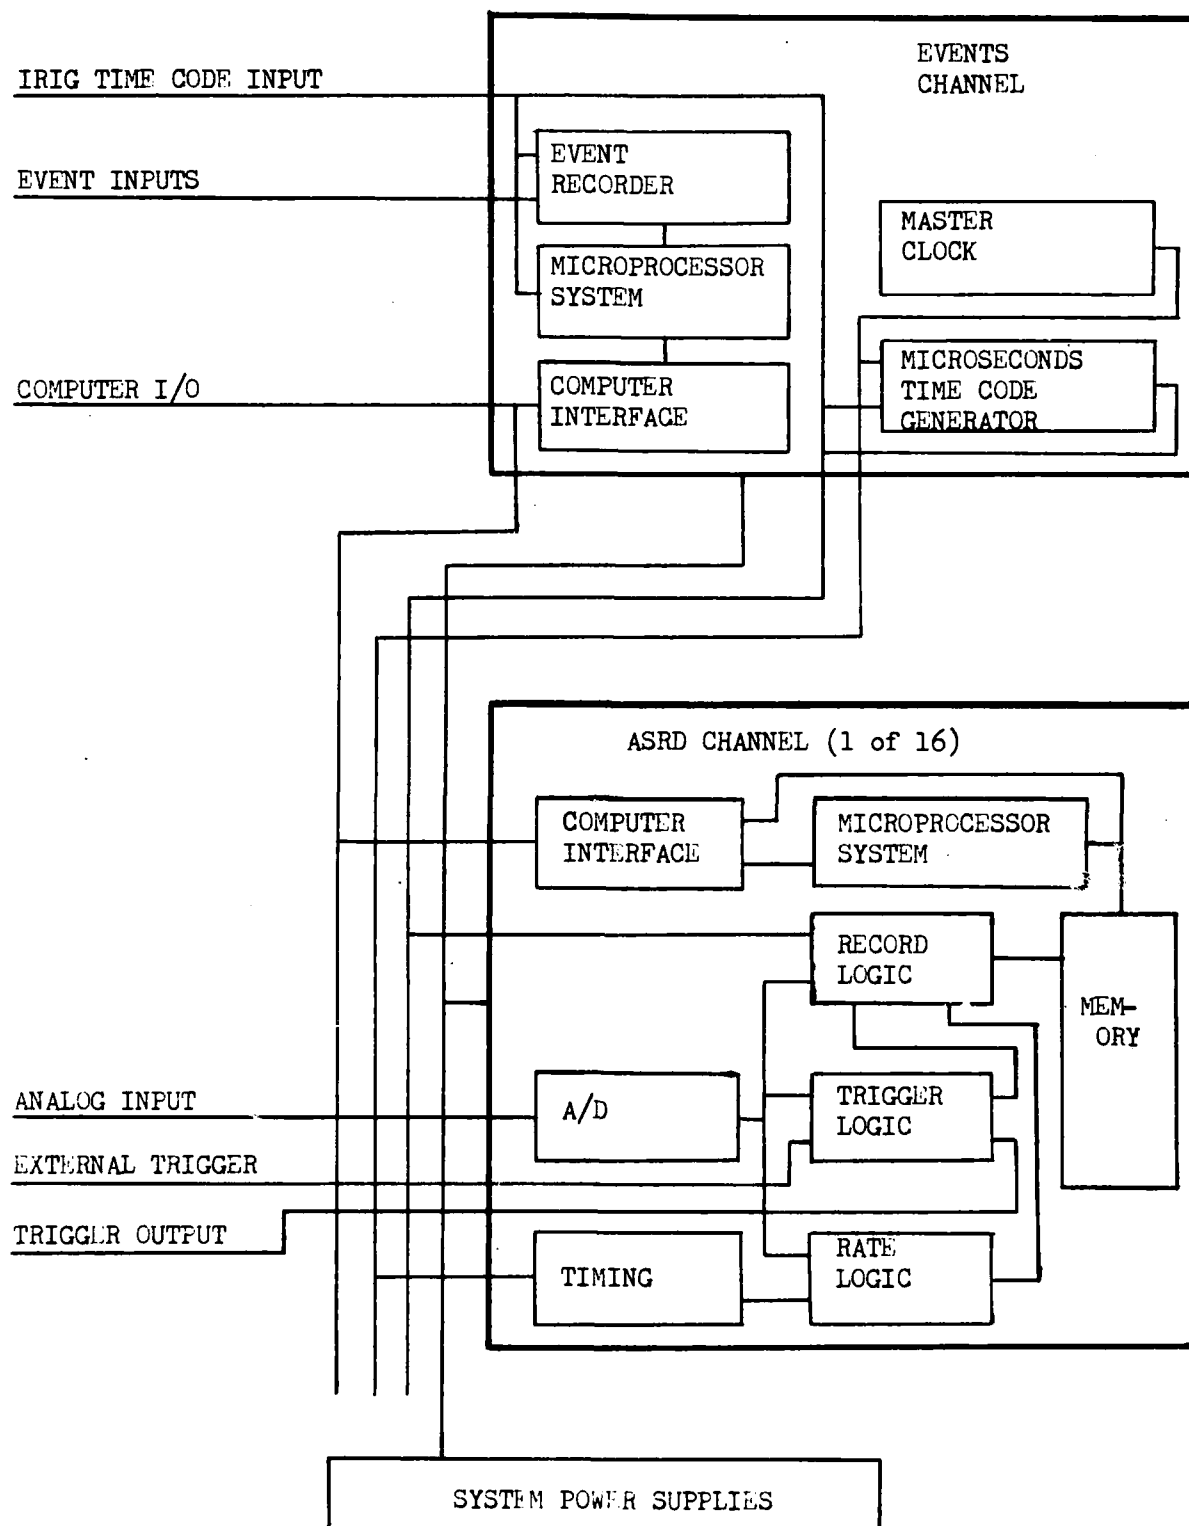 EVENTS
CHANNEL
IRIG TIME CODE INPUT
EVENT
RECORDER
EVENT INPUTS
MASTER
CLOCK
MICROPROCESSOR
SYSTEM
COMPUTER I/O
COMPUTER
INTERFACE
MICROSECONDS
TIME CODE
GENERATOR
ASRD CHANNEL (1 of 16)
COMPUTER
INTERFACE
MICROPROCESSOR
SYSTEM
RECORD
LOGIC
MEM-
ORY
ANALOG INPUT
A/D
TRIGGER
LOGIC
EXTERNAL TRIGGER
TRIGGER OUTPUT
TIMING
RATE
LOGIC
SYSTEM POWER SUPPLIES